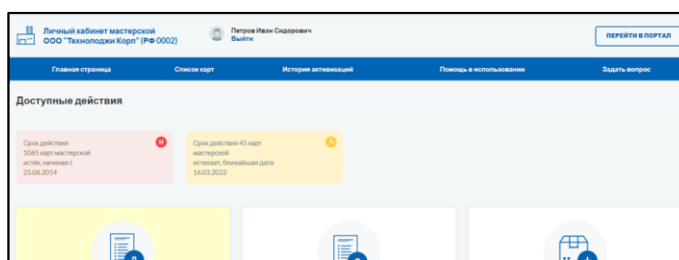 Личный кабинет мастерской
ООО "Технолоджи Корп" (РФ 0002)
Петров Иван Сидорович
Выйти
ПЕРЕЙТИ В ПОРТАЛ
Главная страница Список карт История активизаций Помощь в использовании Задать вопрос
Доступные действия
Срок действия
1065 карт мастерской
истёк, начиная с
25.06.2014
Срок действия 45 карт
мастерской
истекает, ближайшая дата
16.03.2022